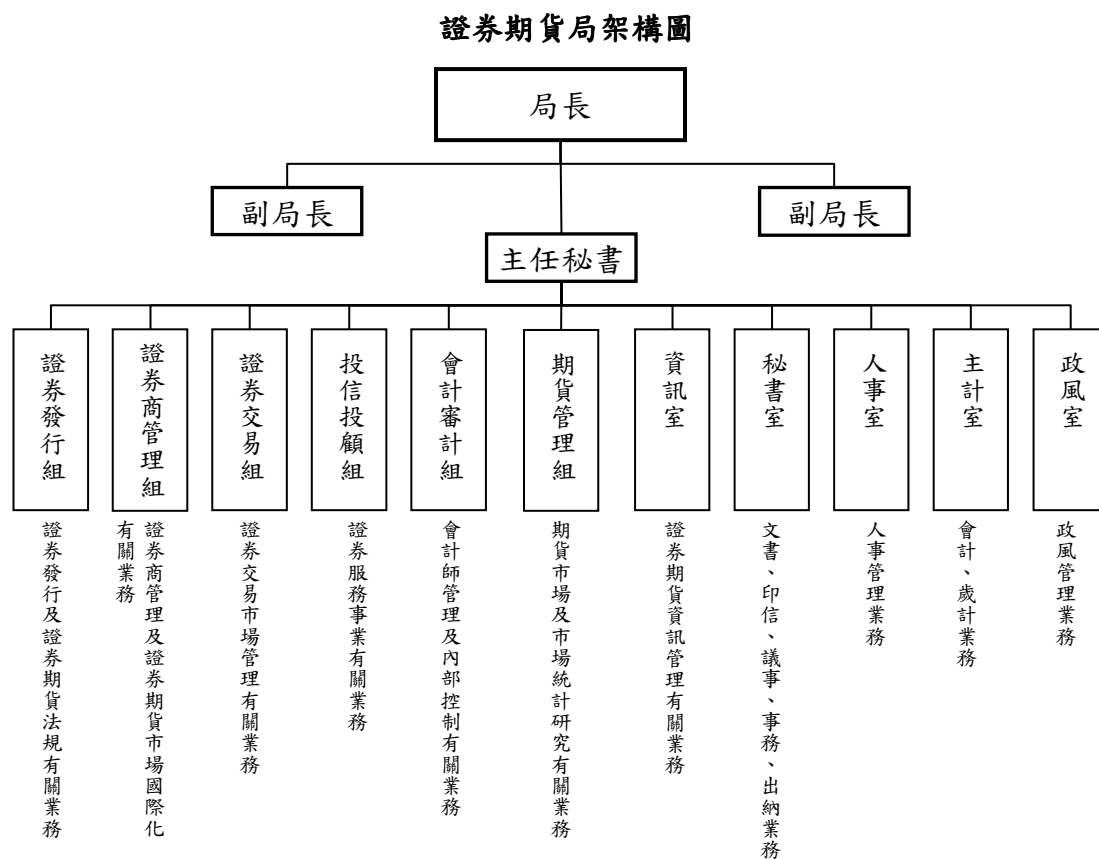 證券期貨局架構圖
局長
副局長
副局長
主任秘書
證券發行組
證券商管理組
證券交易組
投信投顧組
會計審計組
期貨管理組
資訊室
秘書室
人事室
主計室
政風室
證券發行及證券期貨法規有關業務
證券商管理及證券期貨市場國際化
有關業務
證券交易市場管理有關業務
證券服務事業有關業務
會計師管理及內部控制有關業務
期貨市場及市場統計研究有關業務
證券期貨資訊管理有關業務
文書、印信、議事、事務、出納業務
人事管理業務
會計、歲計業務
政風管理業務